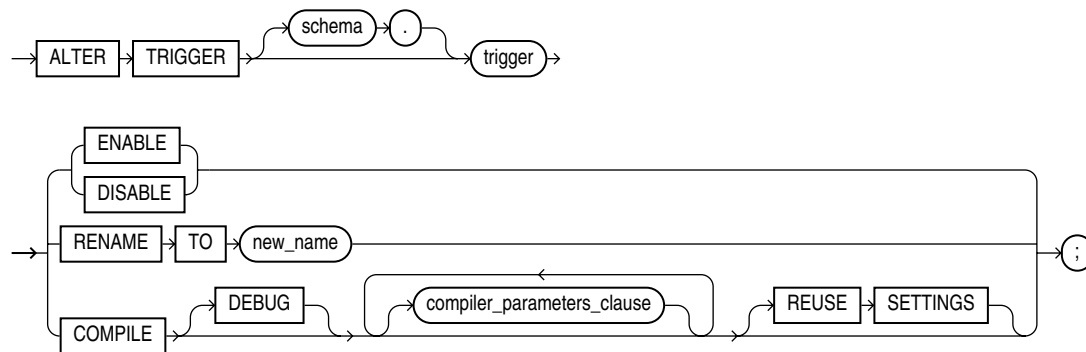 ALTER TRIGGER schema . trigger
ENABLE
DISABLE
RENAME TO new_name ;
DEBUG compiler_parameters_clause REUSE SETTINGS
COMPILE